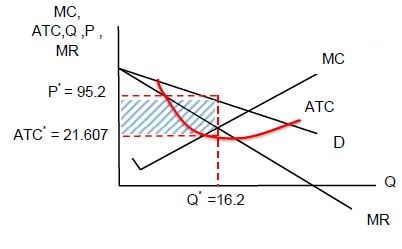 MC,
ATC,Q ,P ,
MR
MC
P* = 95.2
ATC
ATC* = 21.607
D
Q
Q* =16.2
MR